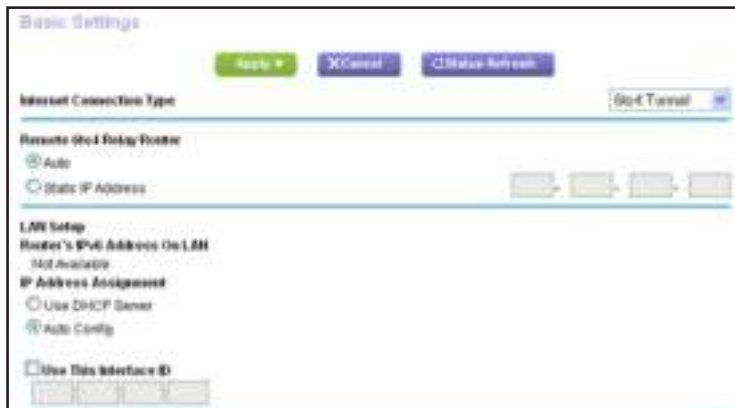 Basic Settings
Apply
Cancel
Status Refresh
Internet Connection Type
6to4 Tunnel
Remote 6to4 Relay Router
Auto
Static IP Address
LAN Setup
Router's IPv6 Address On LAN
Not Available
IP Address Assignment
Use DHCP Server
Auto Config
Use This Interface ID